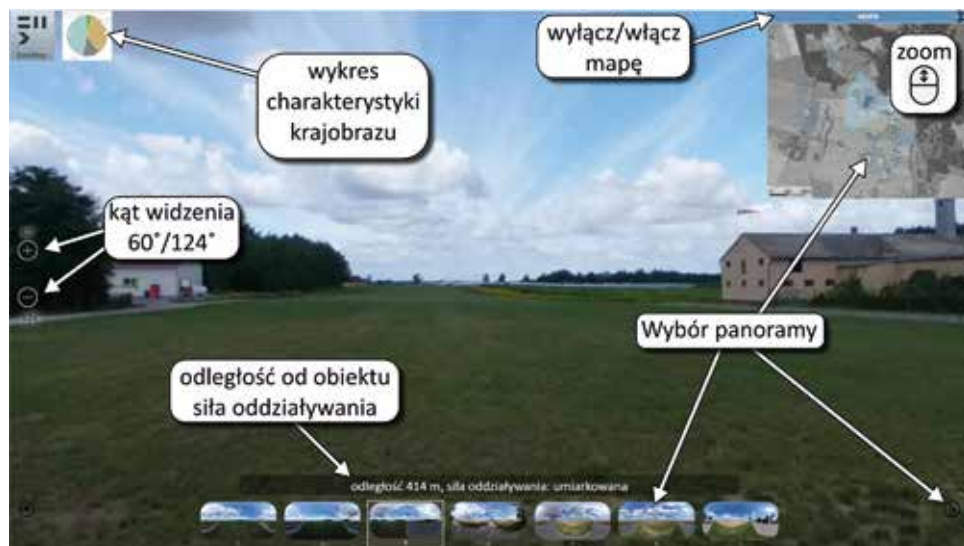 wykres
charakterystyki
krajobrazu
wyłącz/włącz
mapę
zoom
kąt widzenia
60˚/124˚
Wybór panoramy
odległość od obiektu
siła oddziaływania
odległość 414 m, siła oddziaływania: umiarkowana